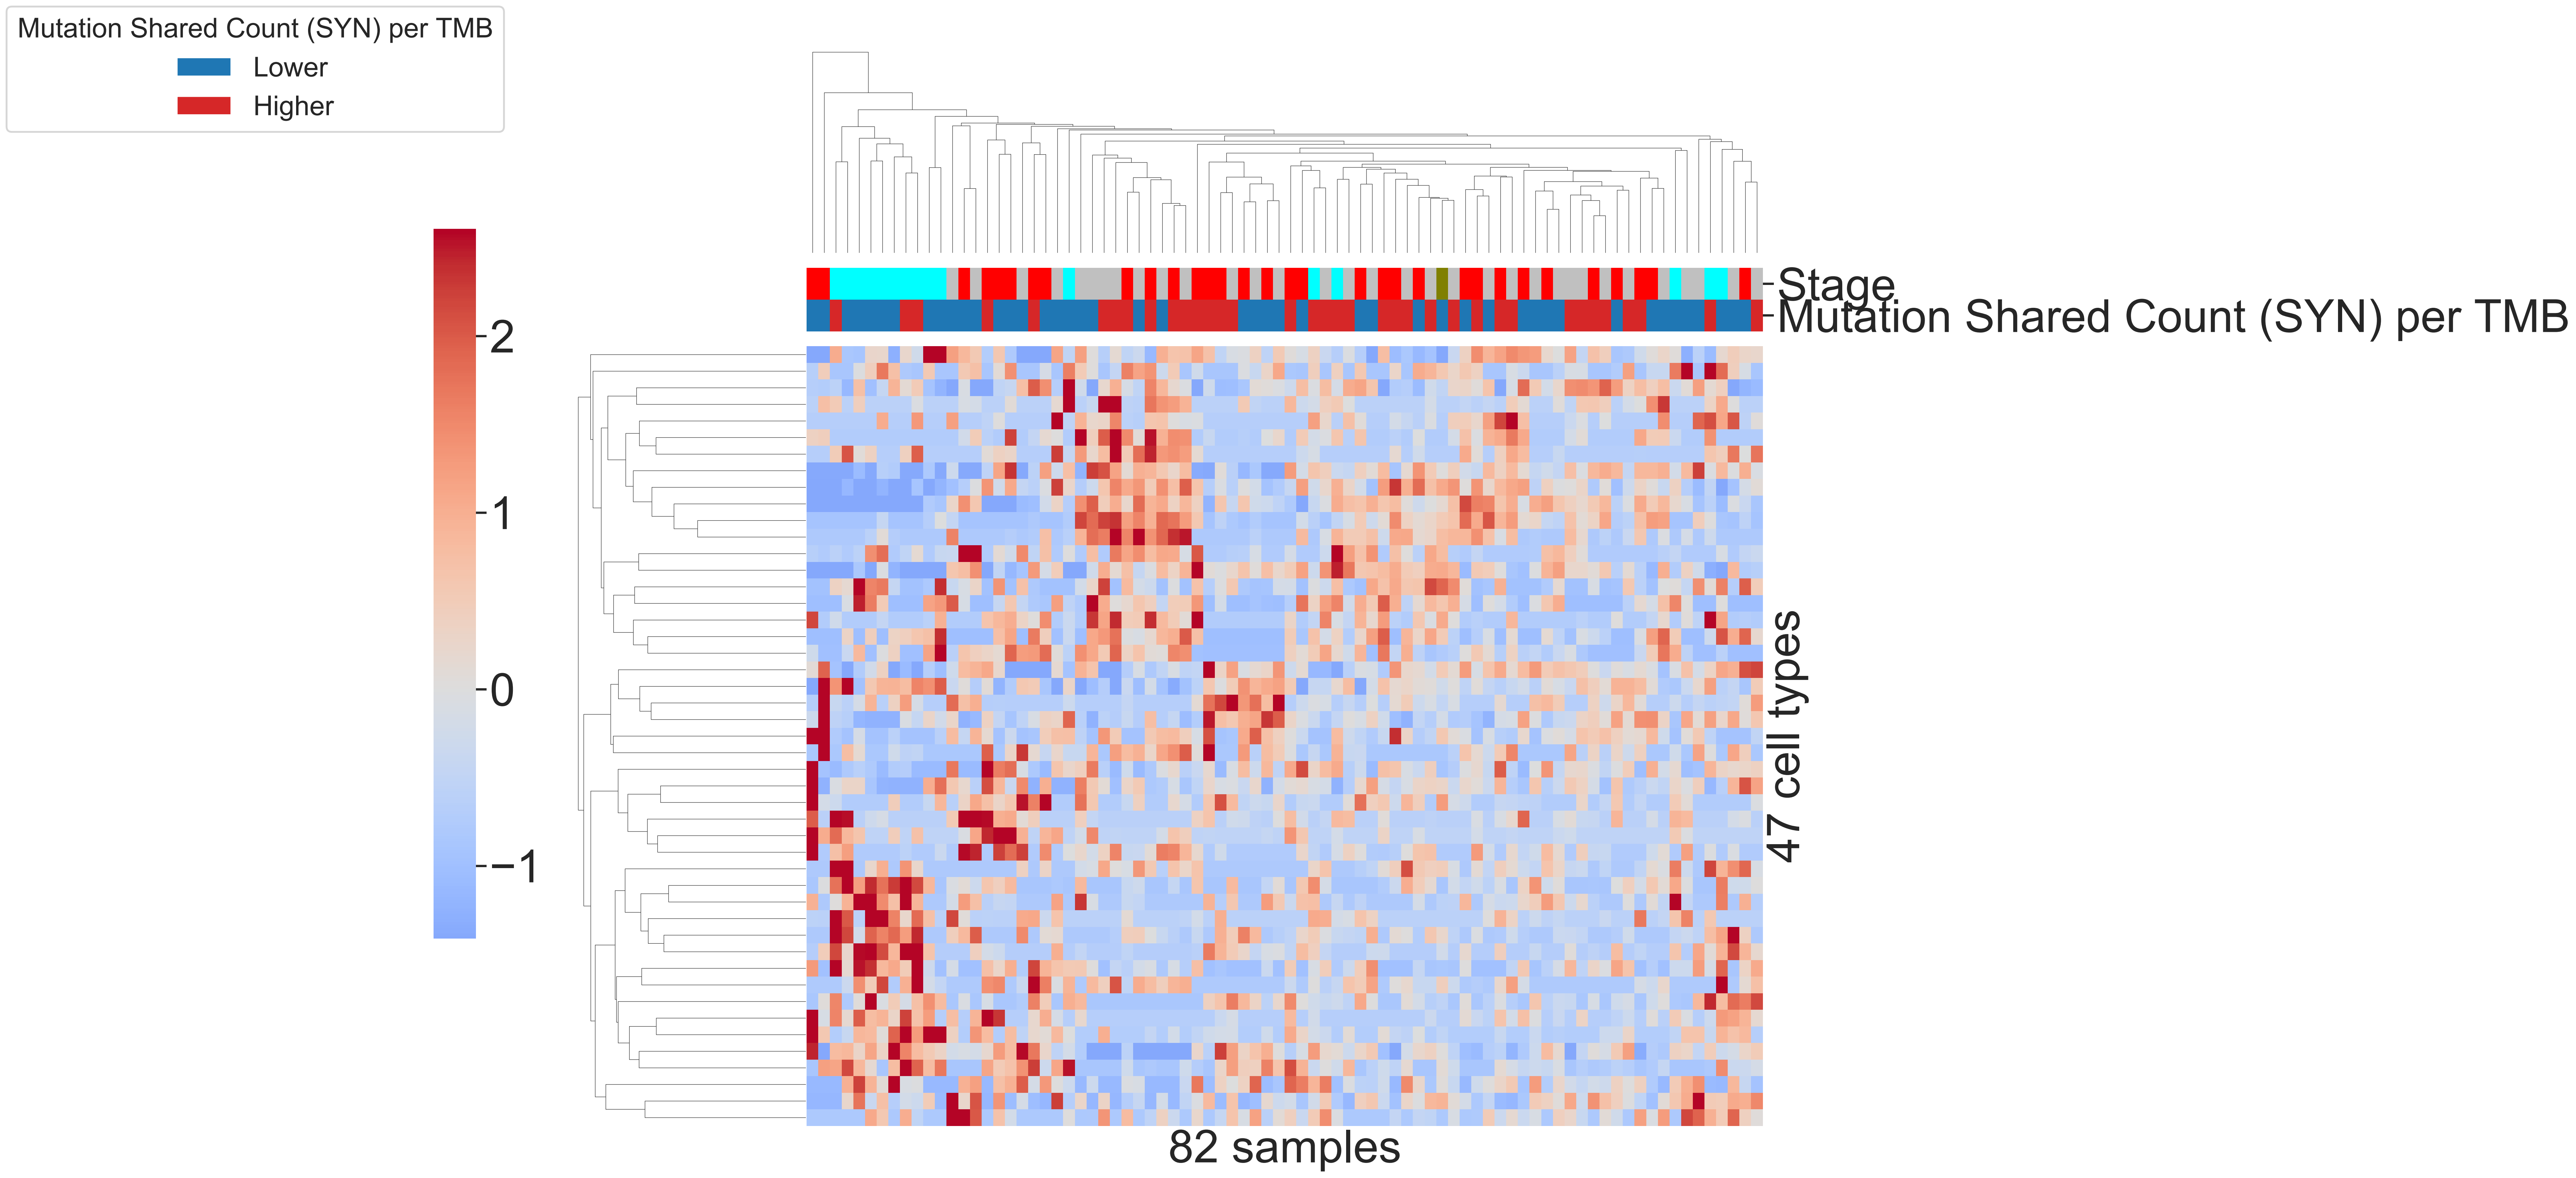 Mutation Shared Count (SYN) per TMB
Lower
Higher
Stage
Mutation Shared Count (SYN) per TMB
2
1
0
−1
47 cell types
82 samples